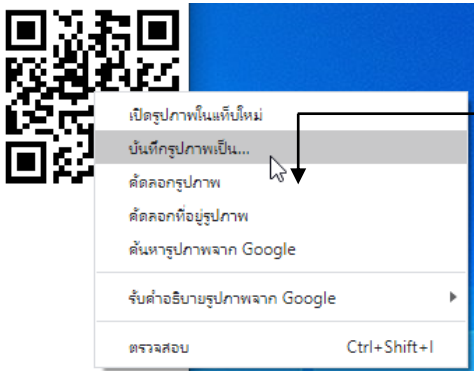 เปิดรูปภาพในแท็บใหม่
บันทึกรูปภาพเป็น...
คัดลอกรูปภาพ
คัดลอกที่อยู่รูปภาพ
ค้นหารูปภาพจาก Google
รับคำอธิบายรูปภาพจาก Google
ตรวจสอบ Ctrl+Shift+I